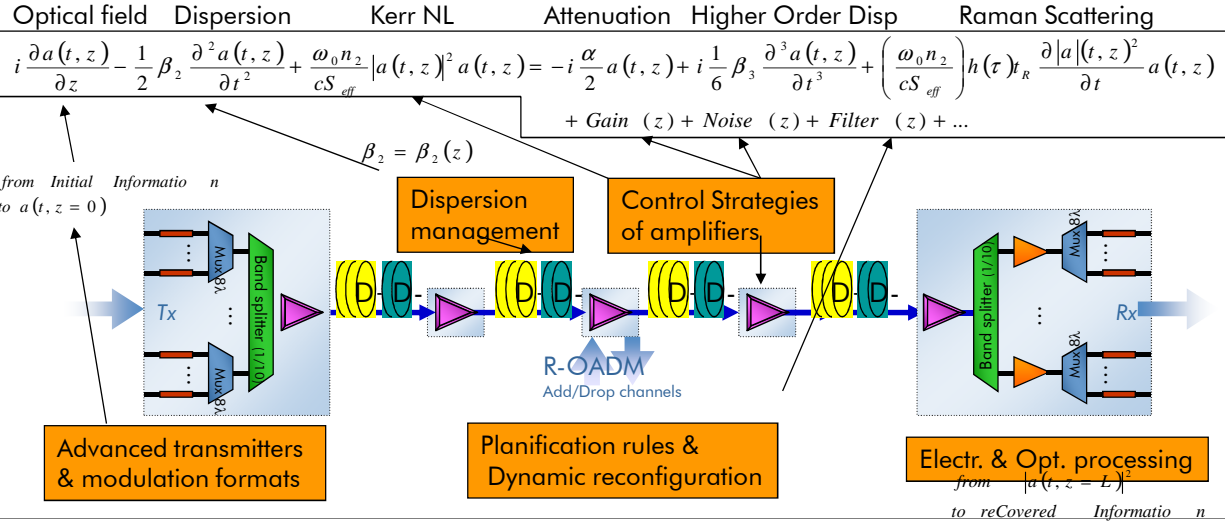 Optical field Dispersion Kerr NL Attenuation Higher Order Disp Raman Scattering
i ∂a(t, z)/∂z − 1/2 β₂ ∂²a(t, z)/∂t² + ω₀n₂/cS_eff |a(t, z)|² a(t, z) = −i α/2 a(t, z) + i 1/6 β₃ ∂³a(t, z)/∂t³ + (ω₀n₂/cS_eff) h(τ) t_R ∂|a|(t, z)²/∂t a(t, z)
+ Gain (z) + Noise (z) + Filter (z) + ...
β₂ = β₂(z)
from Initial Informatio n
to a(t, z = 0)
Dispersion
management
Control Strategies
of amplifiers
Mux 8λ
Mux 8λ
Band splitter (1/10)
Tx
...
...
...
D
D
-
D
D
-
D
D
-
D
D
-
R-OADM
Add/Drop channels
Band splitter (1/10)
Mux 8λ
Mux 8λ
Rx
...
...
...
Advanced transmitters
& modulation formats
Planification rules &
Dynamic reconfiguration
Electr. & Opt. processing
from |a(t, z = L)|²
to reCovered Informatio n